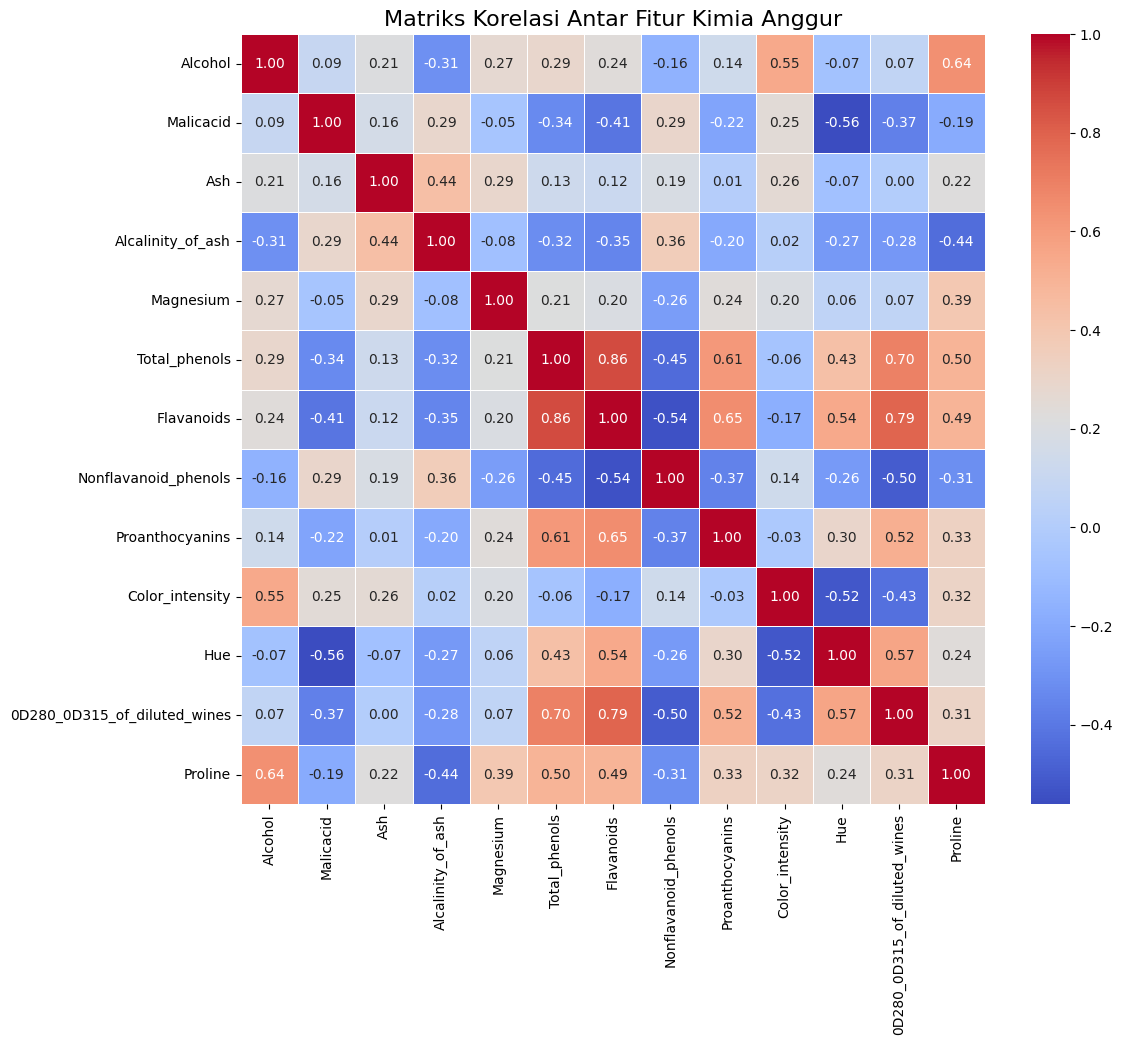 Matriks Korelasi Antar Fitur Kimia Anggur
Alcohol 1.00 0.09 0.21 -0.31 0.27 0.29 0.24 -0.16 0.14 0.55 -0.07 0.07 0.64
Malicacid 0.09 1.00 0.16 0.29 -0.05 -0.34 -0.41 0.29 -0.22 0.25 -0.56 -0.37 -0.19
Ash 0.21 0.16 1.00 0.44 0.29 0.13 0.12 0.19 0.01 0.26 -0.07 0.00 0.22
Alcalinity_of_ash -0.31 0.29 0.44 1.00 -0.08 -0.32 -0.35 0.36 -0.20 0.02 -0.27 -0.28 -0.44
Magnesium 0.27 -0.05 0.29 -0.08 1.00 0.21 0.20 -0.26 0.24 0.20 0.06 0.07 0.39
Total_phenols 0.29 -0.34 0.13 -0.32 0.21 1.00 0.86 -0.45 0.61 -0.06 0.43 0.70 0.50
Flavanoids 0.24 -0.41 0.12 -0.35 0.20 0.86 1.00 -0.54 0.65 -0.17 0.54 0.79 0.49
Nonflavanoid_phenols -0.16 0.29 0.19 0.36 -0.26 -0.45 -0.54 1.00 -0.37 0.14 -0.26 -0.50 -0.31
Proanthocyanins 0.14 -0.22 0.01 -0.20 0.24 0.61 0.65 -0.37 1.00 -0.03 0.30 0.52 0.33
Color_intensity 0.55 0.25 0.26 0.02 0.20 -0.06 -0.17 0.14 -0.03 1.00 -0.52 -0.43 0.32
Hue -0.07 -0.56 -0.07 -0.27 0.06 0.43 0.54 -0.26 0.30 -0.52 1.00 0.57 0.24
0D280_0D315_of_diluted_wines 0.07 -0.37 0.00 -0.28 0.07 0.70 0.79 -0.50 0.52 -0.43 0.57 1.00 0.31
Proline 0.64 -0.19 0.22 -0.44 0.39 0.50 0.49 -0.31 0.33 0.32 0.24 0.31 1.00
Alcohol
Malicacid
Ash
Alcalinity_of_ash
Magnesium
Total_phenols
Flavanoids
Nonflavanoid_phenols
Proanthocyanins
Color_intensity
Hue
0D280_0D315_of_diluted_wines
Proline
1.0
0.8
0.6
0.4
0.2
0.0
−0.2
−0.4